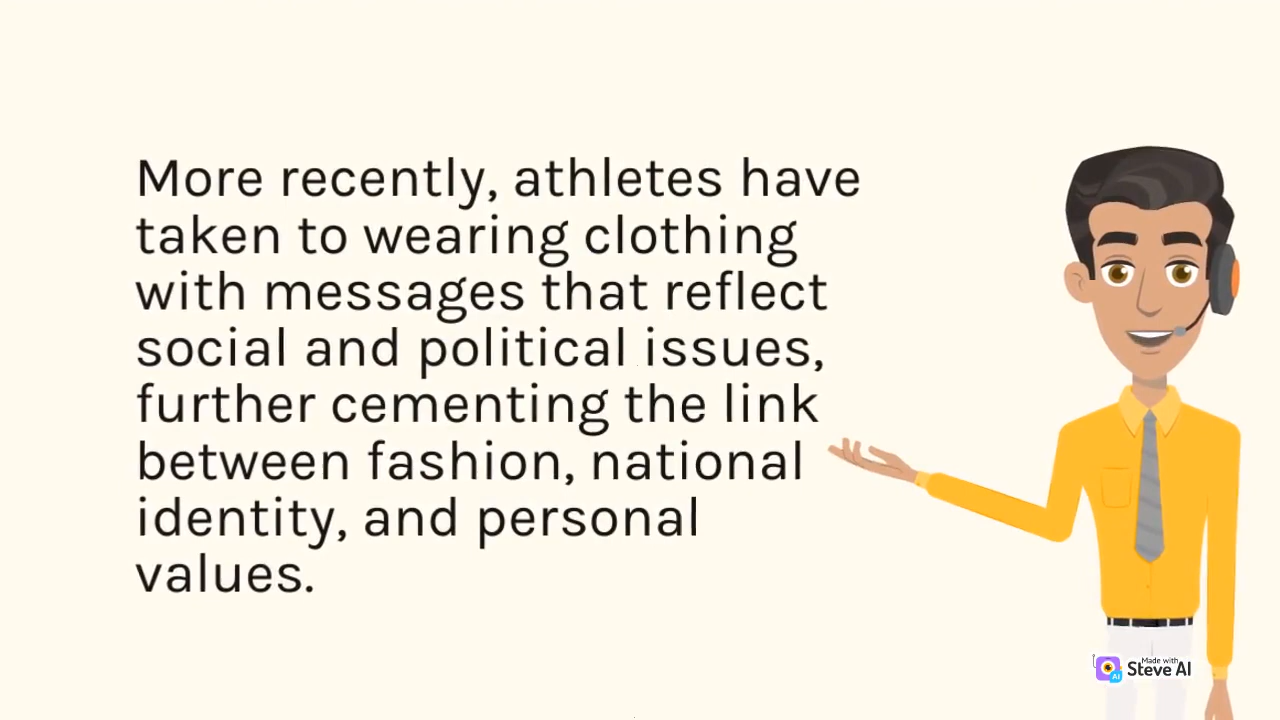 More recently, athletes have
taken to wearing clothing
with messages that reflect
social and political issues,
further cementing the link
between fashion, national
identity, and personal
values.
Made with
Steve AI
AI